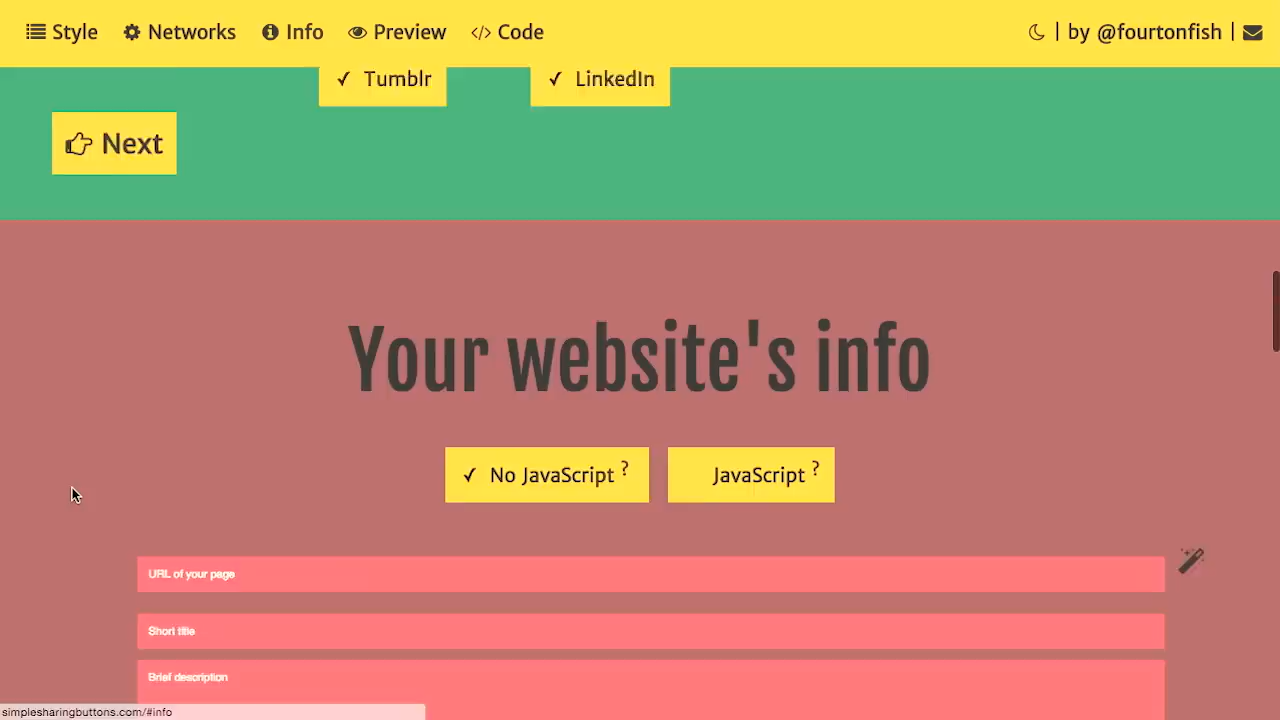 Style Networks Info Preview </> Code | by @fourtonfish |
✓ Tumblr ✓ LinkedIn
Next
Your website's info
✓ No JavaScript ? JavaScript ?
URL of your page
Short title
Brief description
simplesharingbuttons.com/#info